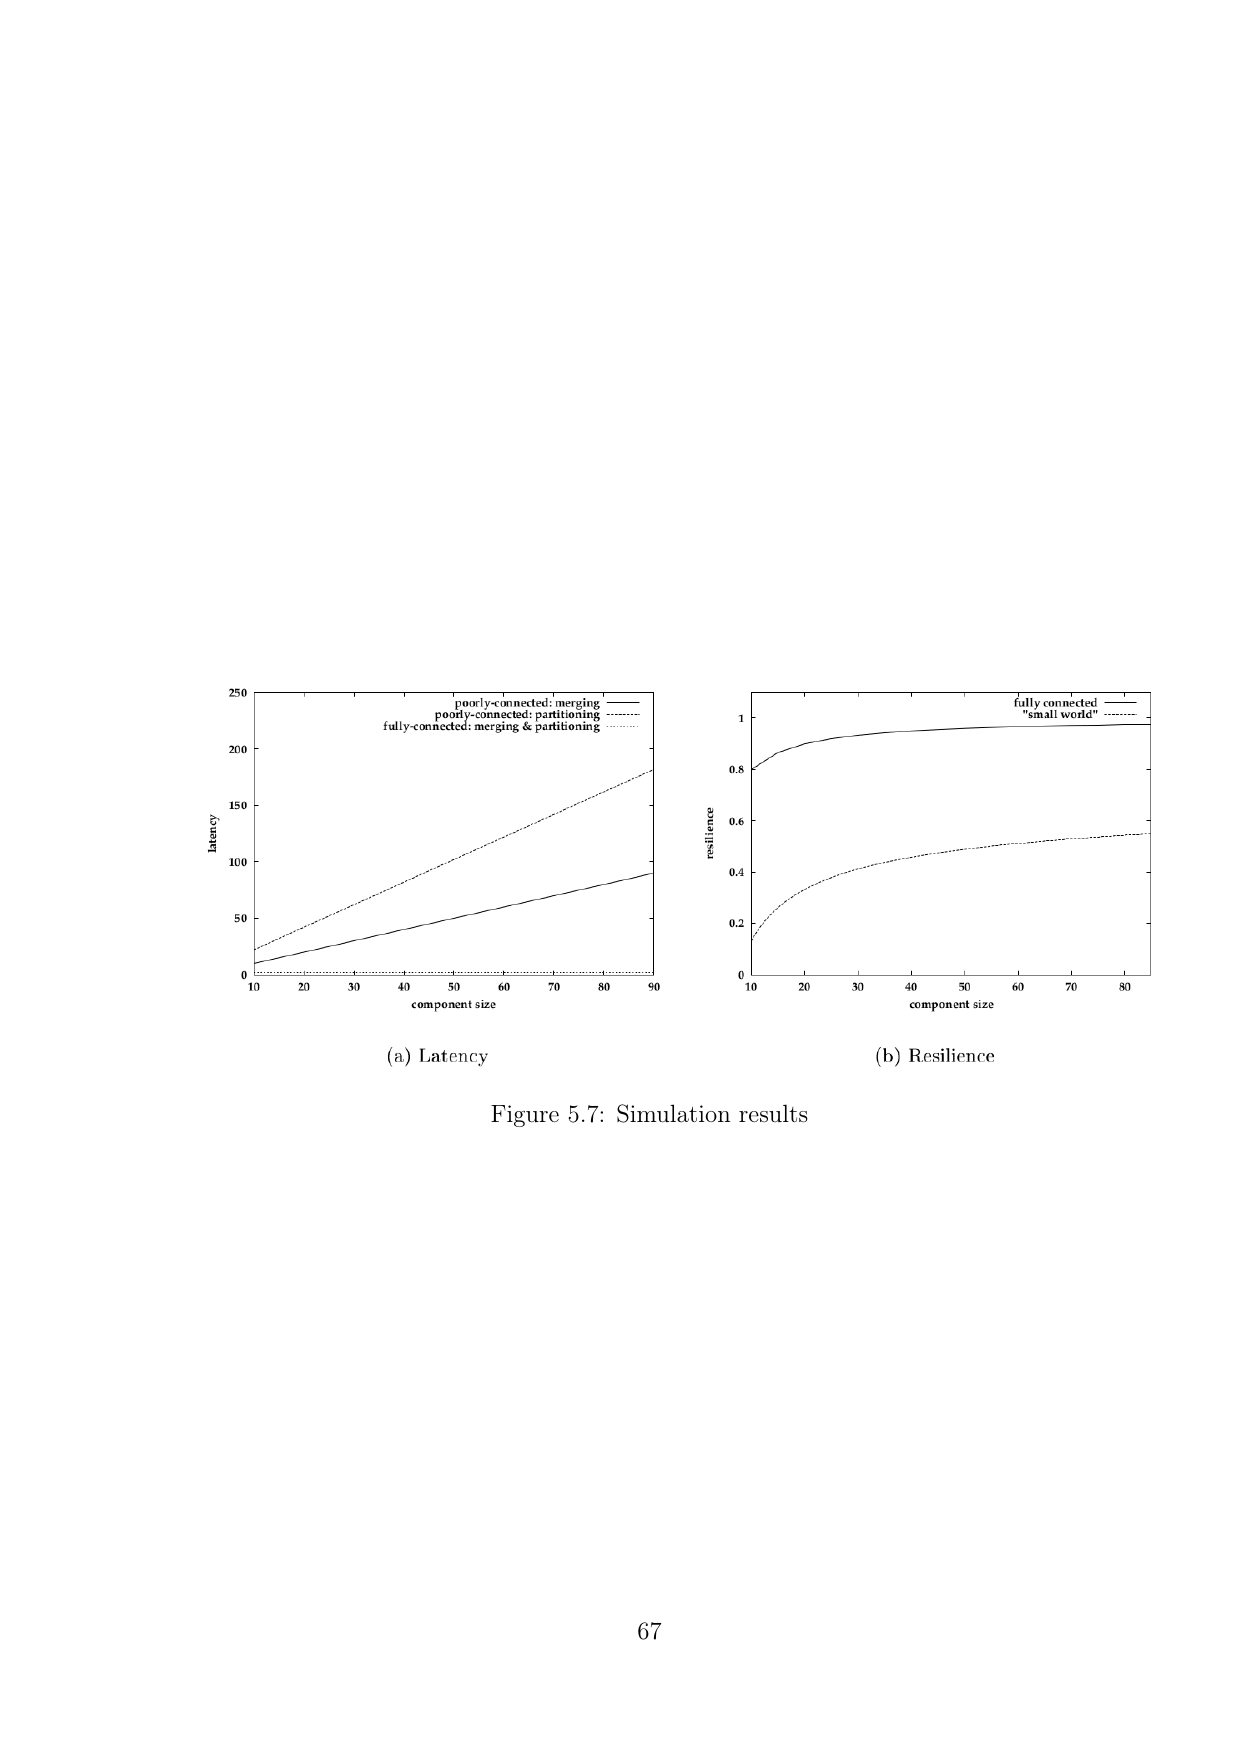 250
200
150
100
50
0
latency
poorly-connected: merging
poorly-connected: partitioning
fully-connected: merging & partitioning
10 20 30 40 50 60 70 80 90
component size
(a) Latency
1
0.8
0.6
0.4
0.2
0
resilience
fully connected
"small world"
10 20 30 40 50 60 70 80
component size
(b) Resilience
Figure 5.7: Simulation results
67